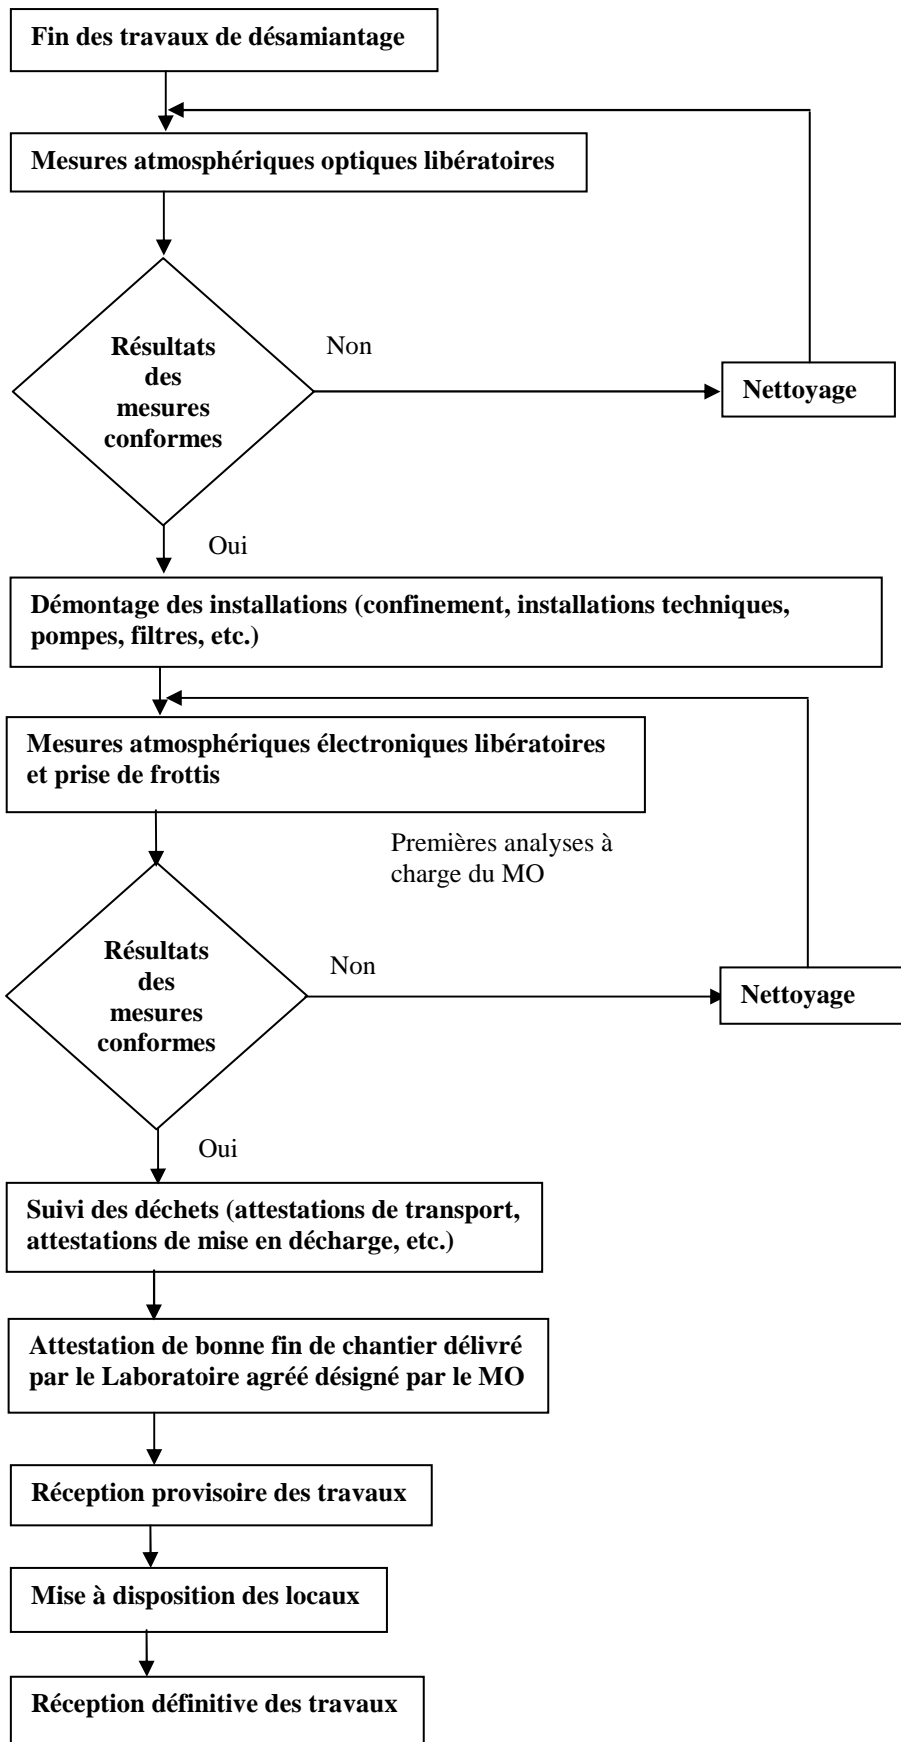 Fin des travaux de désamiantage
Mesures atmosphériques optiques libératoires
Résultats
des
mesures
conformes
Non
Nettoyage
Oui
Démontage des installations (confinement, installations techniques,
pompes, filtres, etc.)
Mesures atmosphériques électroniques libératoires
et prise de frottis
Premières analyses à
charge du MO
Résultats
des
mesures
conformes
Non
Nettoyage
Oui
Suivi des déchets (attestations de transport,
attestations de mise en décharge, etc.)
Attestation de bonne fin de chantier délivré
par le Laboratoire agréé désigné par le MO
Réception provisoire des travaux
Mise à disposition des locaux
Réception définitive des travaux